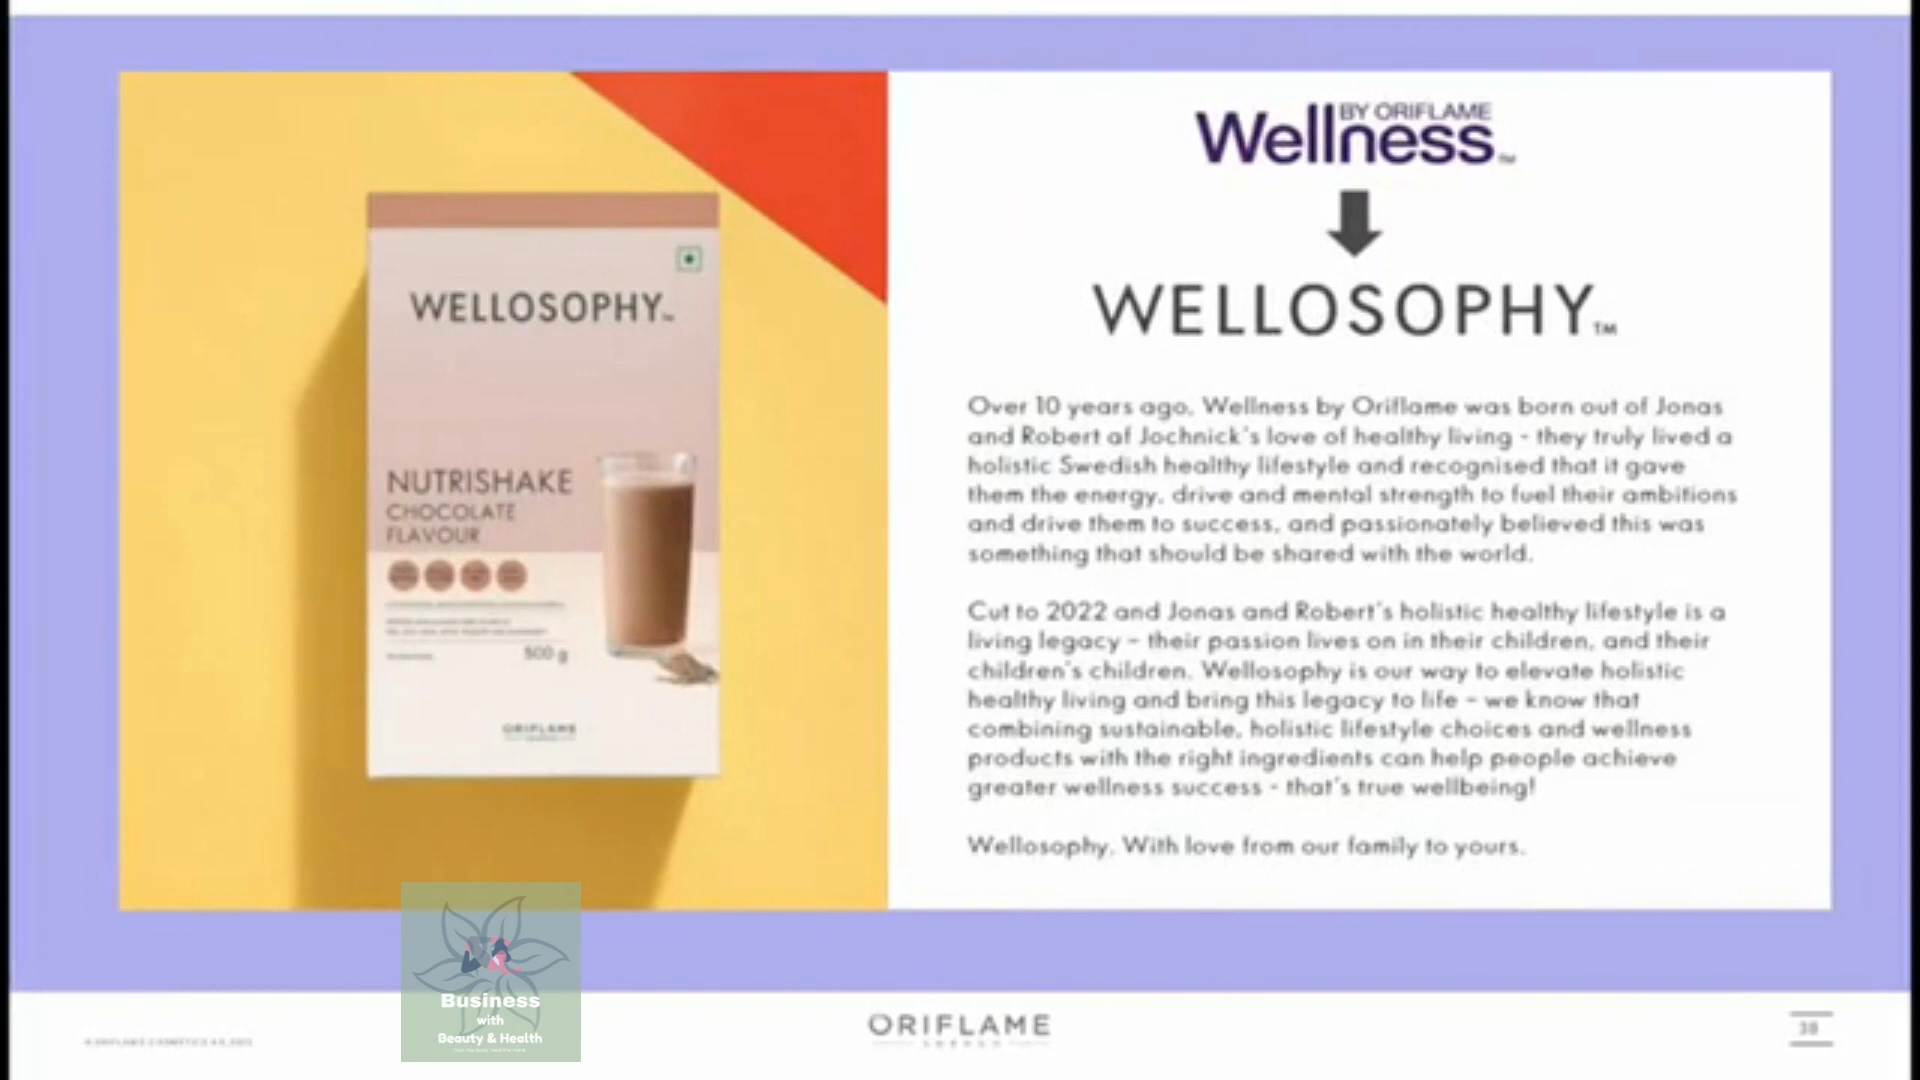 WELLOSOPHY™
NUTRISHAKE
CHOCOLATE
FLAVOUR
500 g
ORIFLAME
Wellness BY ORIFLAME ™
WELLOSOPHY™
Over 10 years ago, Wellness by Oriflame was born out of Jonas
and Robert af Jochnick's love of healthy living - they truly lived a
holistic Swedish healthy lifestyle and recognised that it gave
them the energy, drive and mental strength to fuel their ambitions
and drive them to success, and passionately believed this was
something that should be shared with the world.
Cut to 2022 and Jonas and Robert's holistic healthy lifestyle is a
living legacy – their passion lives on in their children, and their
children's children. Wellosophy is our way to elevate holistic
healthy living and bring this legacy to life – we know that
combining sustainable, holistic lifestyle choices and wellness
products with the right ingredients can help people achieve
greater wellness success - that's true wellbeing!
Wellosophy. With love from our family to yours.
Business
with
Beauty & Health
ORIFLAME
SWEDEN
38